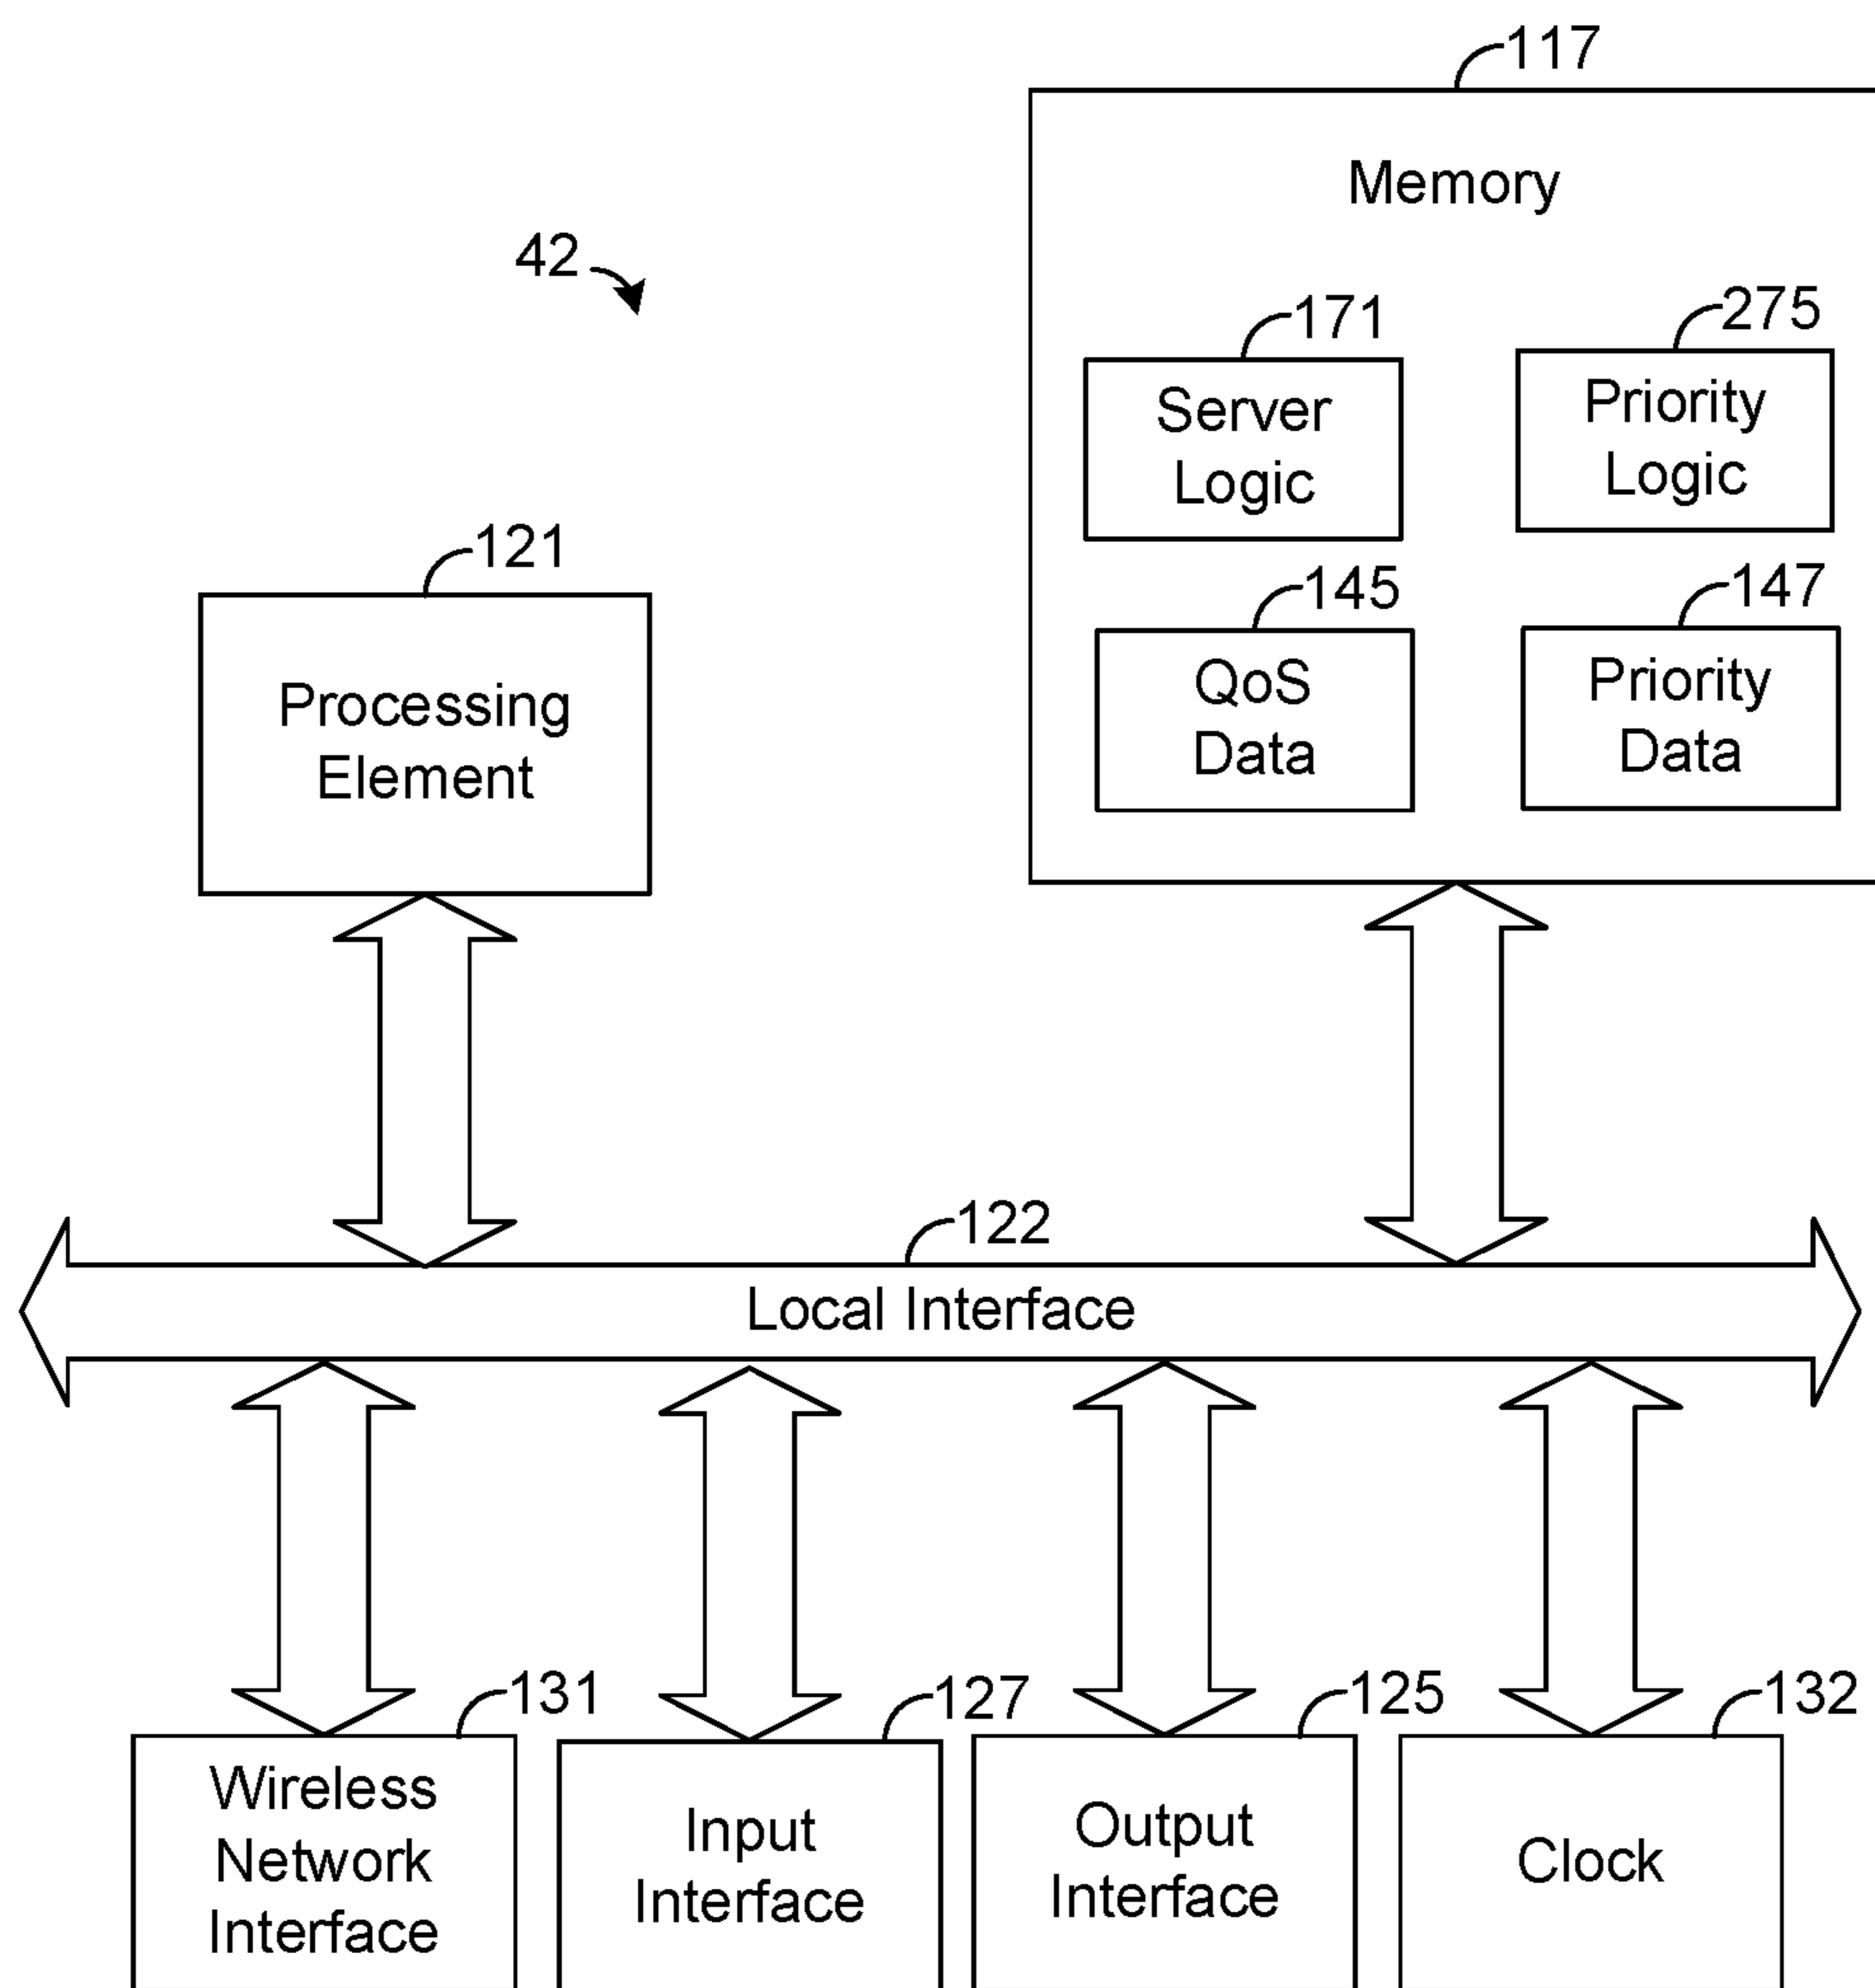 117
Memory
42
171
275
Server
Logic
Priority
Logic
121
145
147
Processing
Element
QoS
Data
Priority
Data
122
Local Interface
131
127
125
132
Wireless
Network
Interface
Input
Interface
Output
Interface
Clock